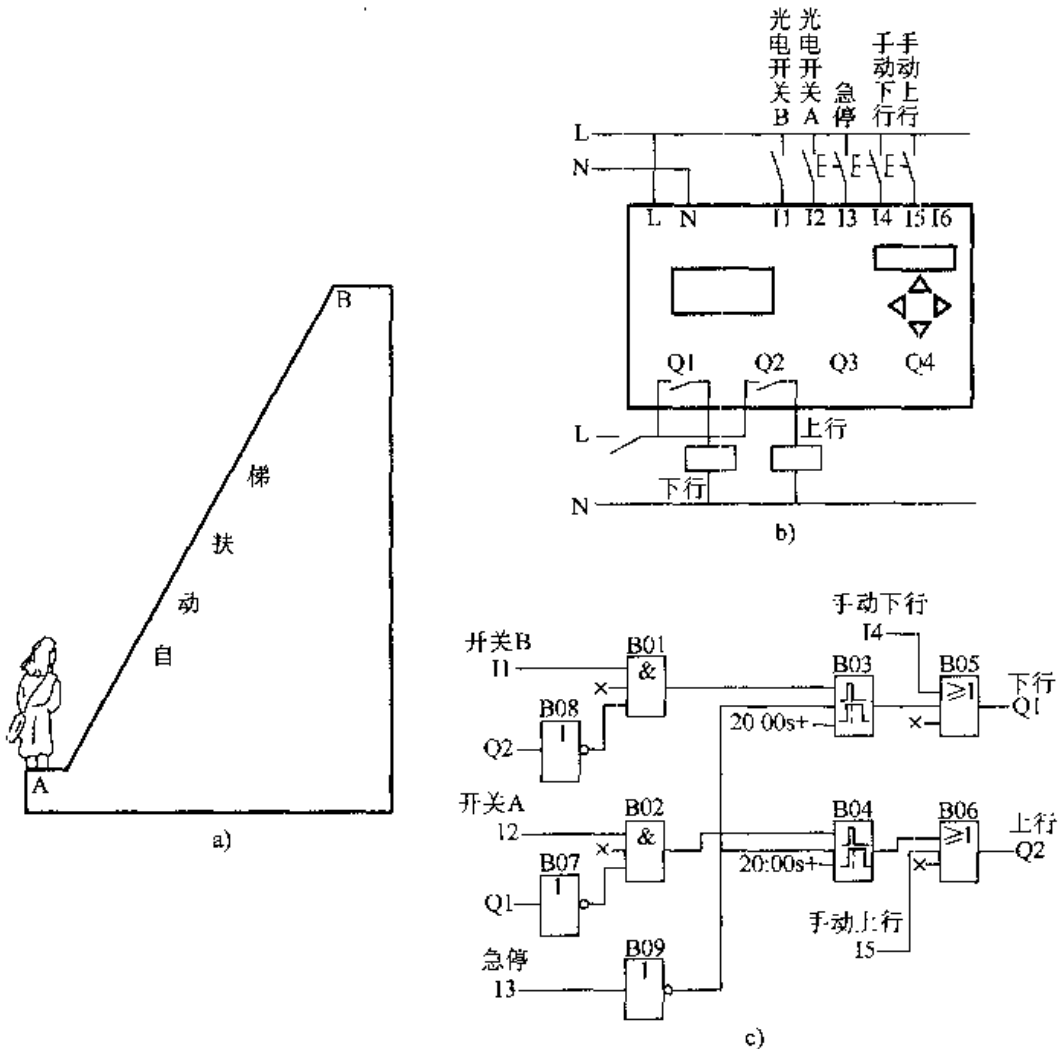 B
自动扶梯
A
a)
光电开关B
光电开关A
急停
手动下行
手动上行
L
N
L N I1 I2 I3 I4 I5 I6
Q1 Q2 Q3 Q4
L
上行
下行
N
b)
手动下行
I4
开关B
I1
B01
&
×
B08
1
Q2
B03
20 00s+
B05
≥1
×
下行
Q1
开关A
I2
B02
&
×
B07
1
Q1
B04
20:00s+
B06
≥1
×
上行
Q2
手动上行
I5
急停
I3
B09
1
c)